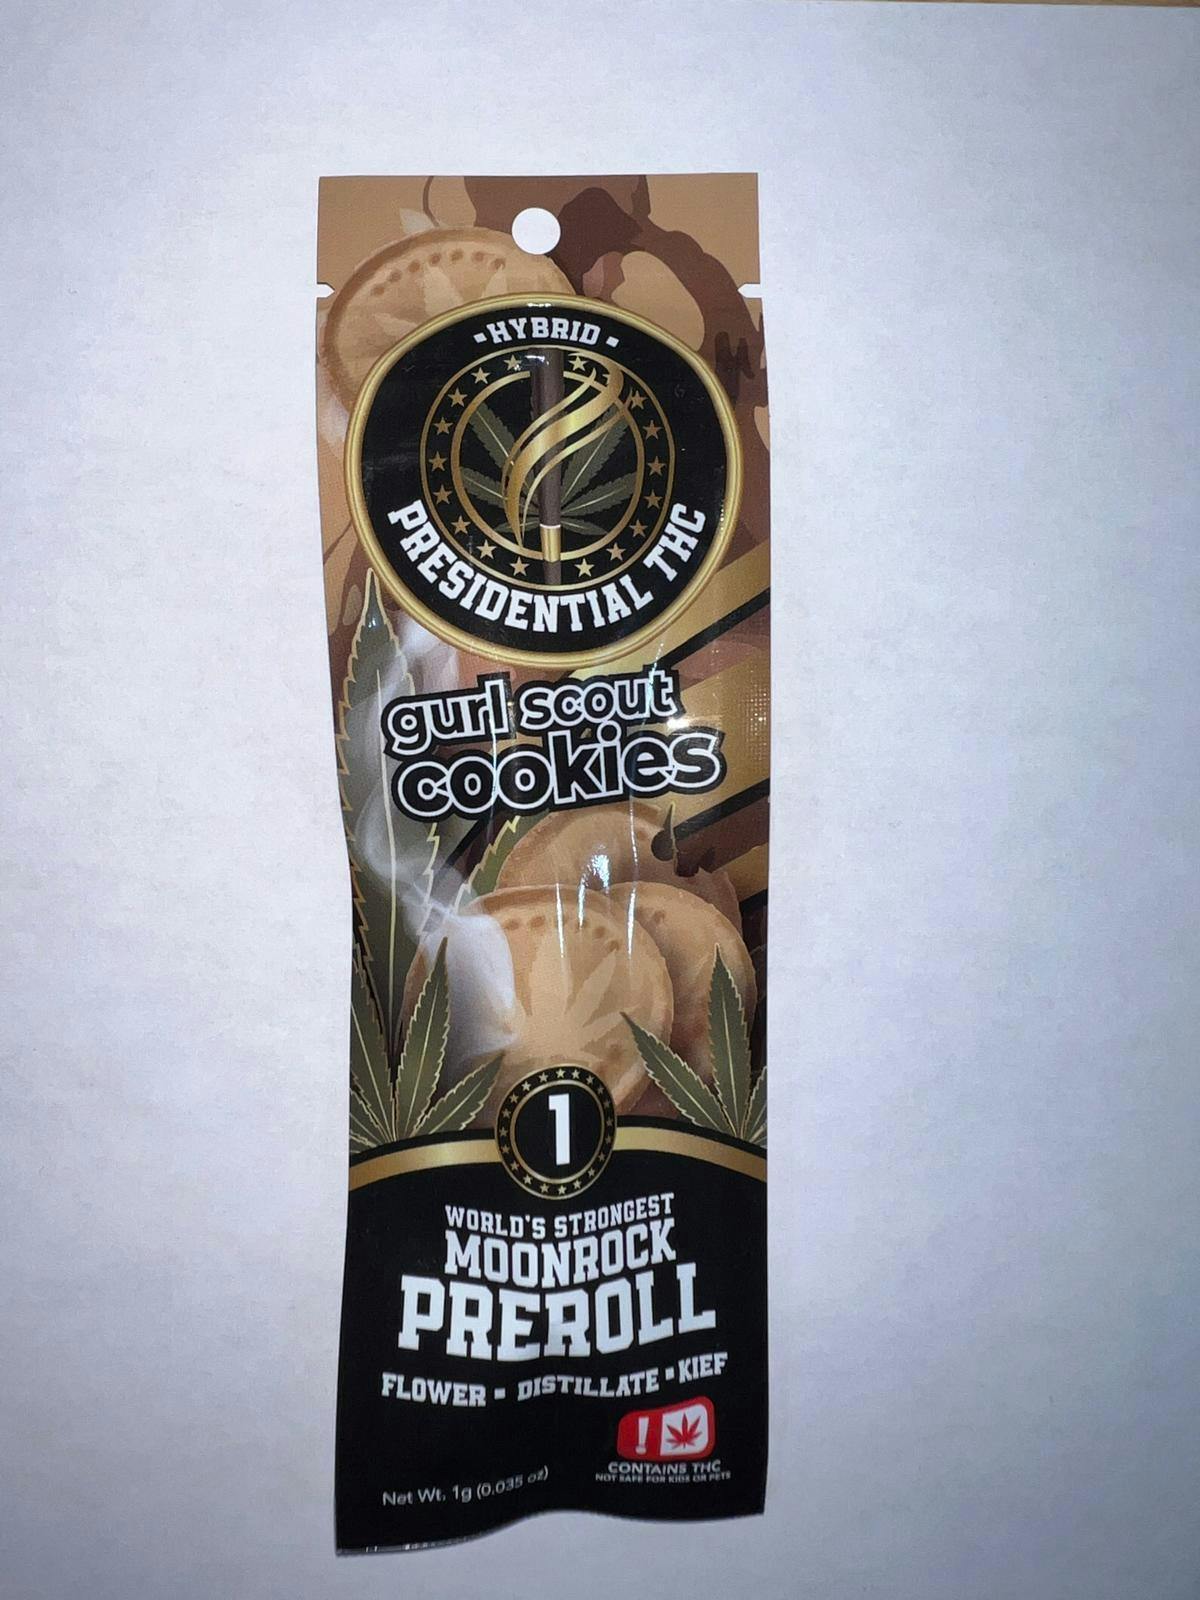 -HYBRID-
PRESIDENTIAL THC
gurl scout
cookies
1
WORLD'S STRONGEST
MOONROCK
PREROLL
FLOWER ▪ DISTILLATE ▪ KIEF
!
CONTAINS THC
NOT SAFE FOR KIDS OR PETS
Net Wt. 1g (0.035 oz)